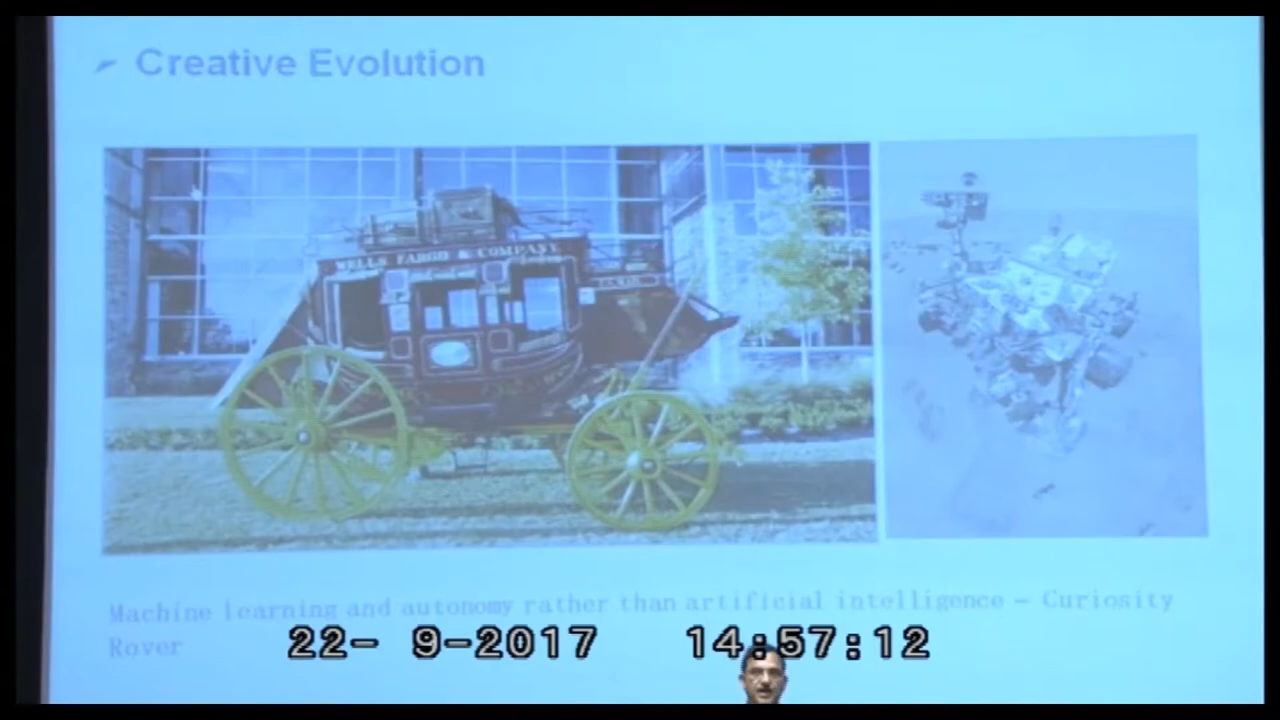 Creative Evolution
WELLS FARGO & COMPANY
Machine learning and autonomy rather than artificial intelligence – Curiosity
Rover
22- 9-2017 14:57:12